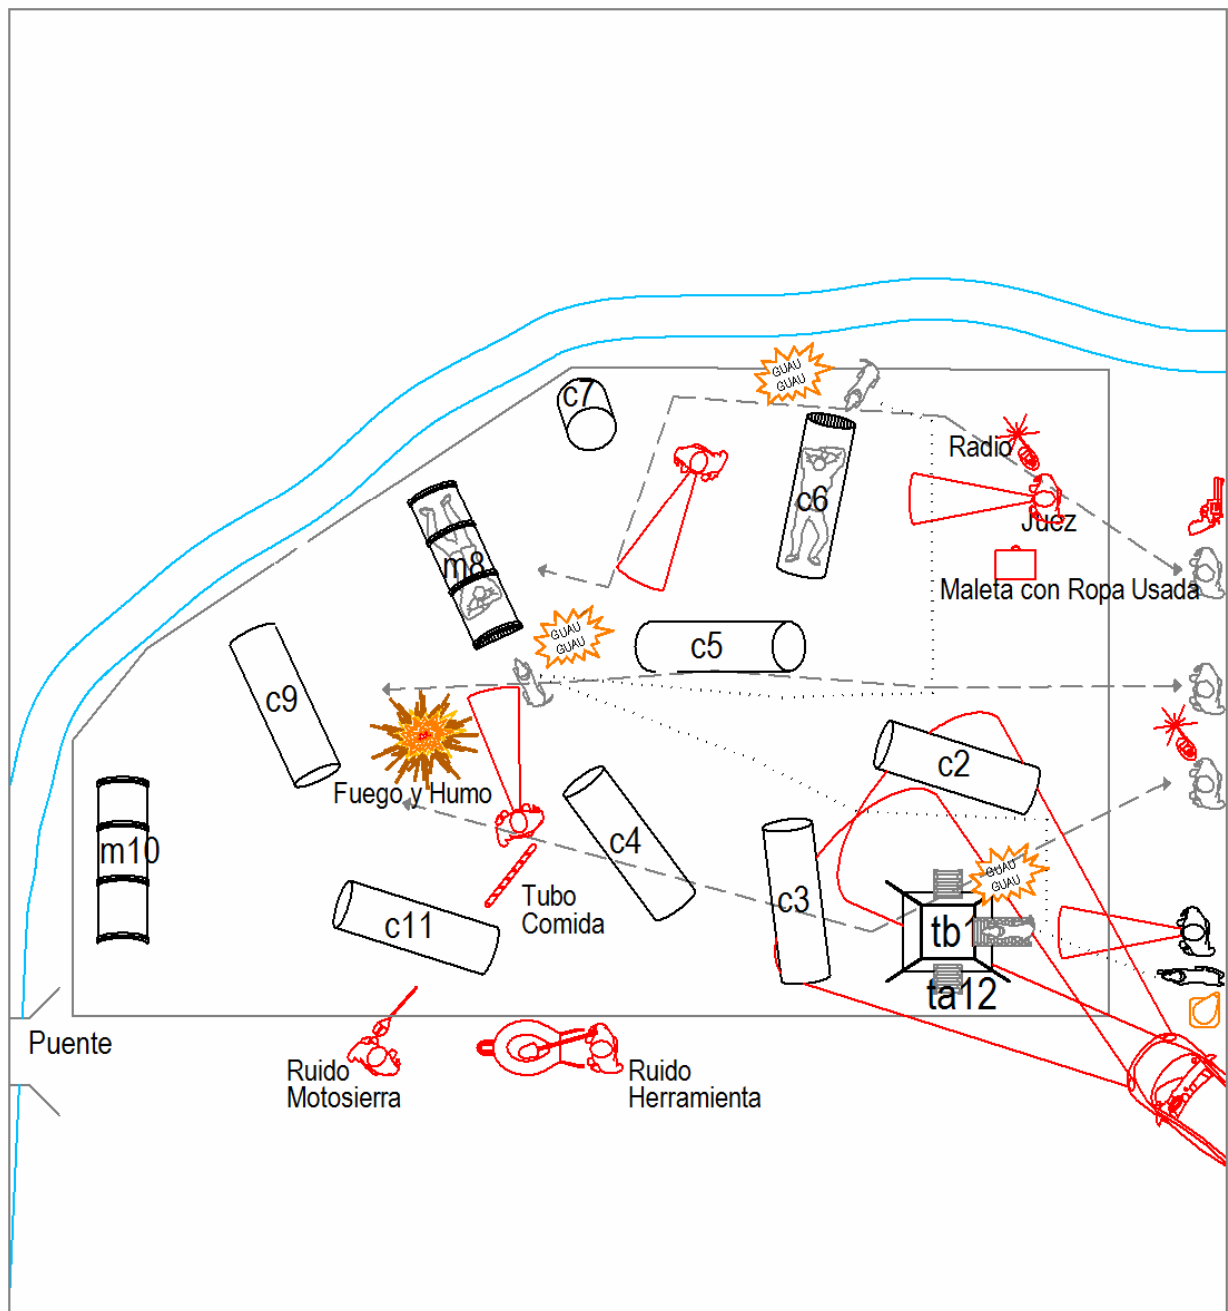 GUAU
GUAU
c7
Radio
c6
Juez
m8
Maleta con Ropa Usada
GUAU
GUAU
c5
c9
c2
Fuego y Humo
c4
m10
GUAU
GUAU
Tubo
Comida
c3
c11
tb1
ta12
Puente
Ruido
Motosierra
Ruido
Herramienta